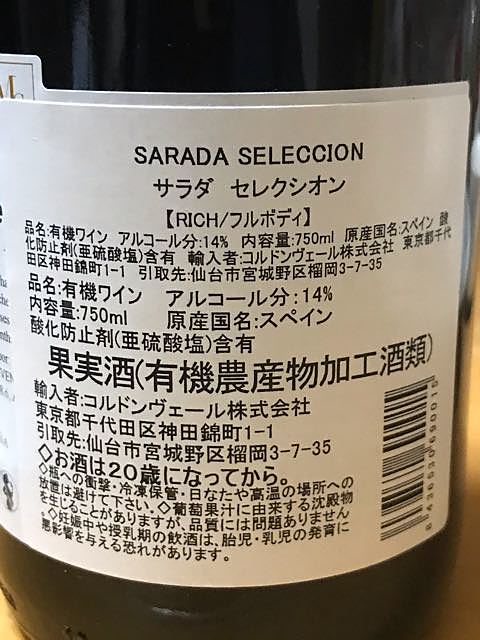 SARADA SELECCION
サラダ セレクシオン
【RICH/フルボディ】
品名:有機ワイン アルコール分:14% 内容量:750ml 原産国名:スペイン 酸
化防止剤(亜硫酸塩)含有 輸入者:コルドンヴェール株式会社 東京都千代
田区神田錦町1-1 引取先:仙台市宮城野区榴岡3-7-35
品名:有機ワイン アルコール分:14%
内容量:750ml 原産国名:スペイン
酸化防止剤(亜硫酸塩)含有
果実酒(有機農産物加工酒類)
輸入者:コルドンヴェール株式会社
東京都千代田区神田錦町1-1
引取先:仙台市宮城野区榴岡3-7-35
◇お酒は20歳になってから。
◇瓶への衝撃・冷凍保管・日なたや高温の場所への
放置は避けて下さい。◇葡萄果汁に由来する沈殿物
を生じることがありますが、品質には問題ありません
。◇妊娠中や授乳期の飲酒は、胎児・乳児の発育に
悪影響を与える恐れがあります。